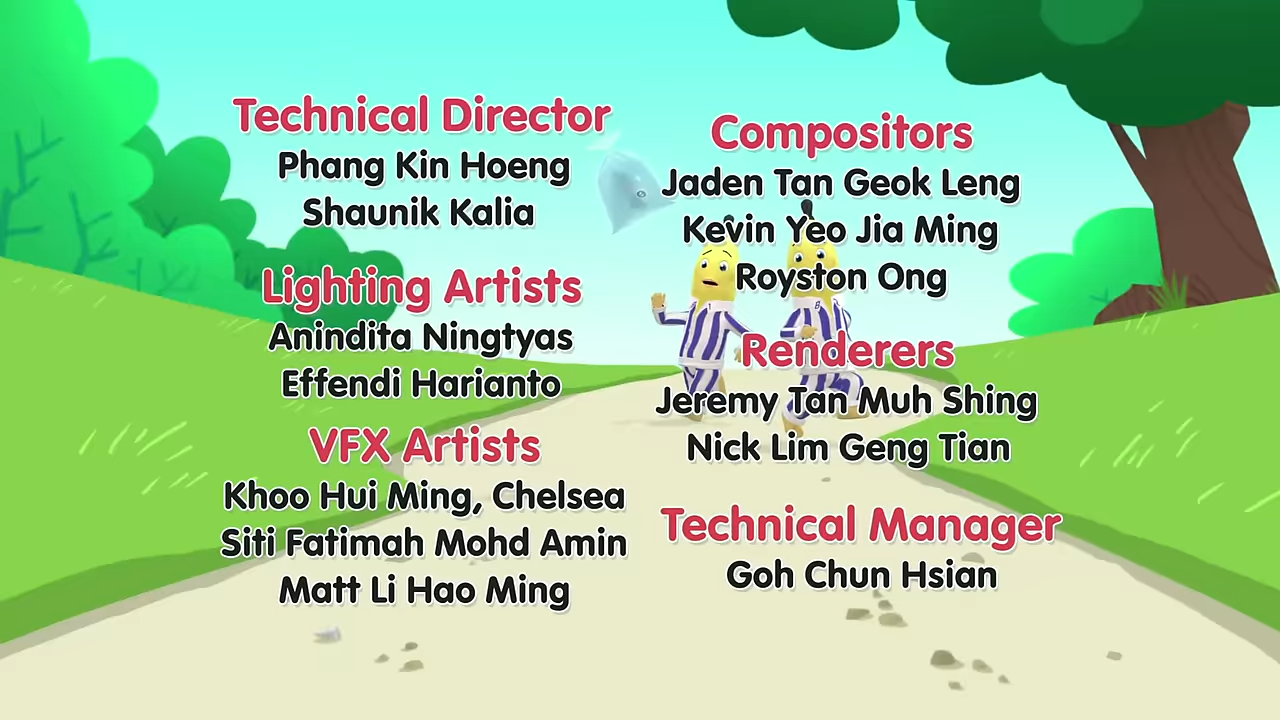 Technical Director
Phang Kin Hoeng
Shaunik Kalia
Lighting Artists
Anindita Ningtyas
Effendi Harianto
VFX Artists
Khoo Hui Ming, Chelsea
Siti Fatimah Mohd Amin
Matt Li Hao Ming
Compositors
Jaden Tan Geok Leng
Kevin Yeo Jia Ming
Royston Ong
Renderers
Jeremy Tan Muh Shing
Nick Lim Geng Tian
Technical Manager
Goh Chun Hsian